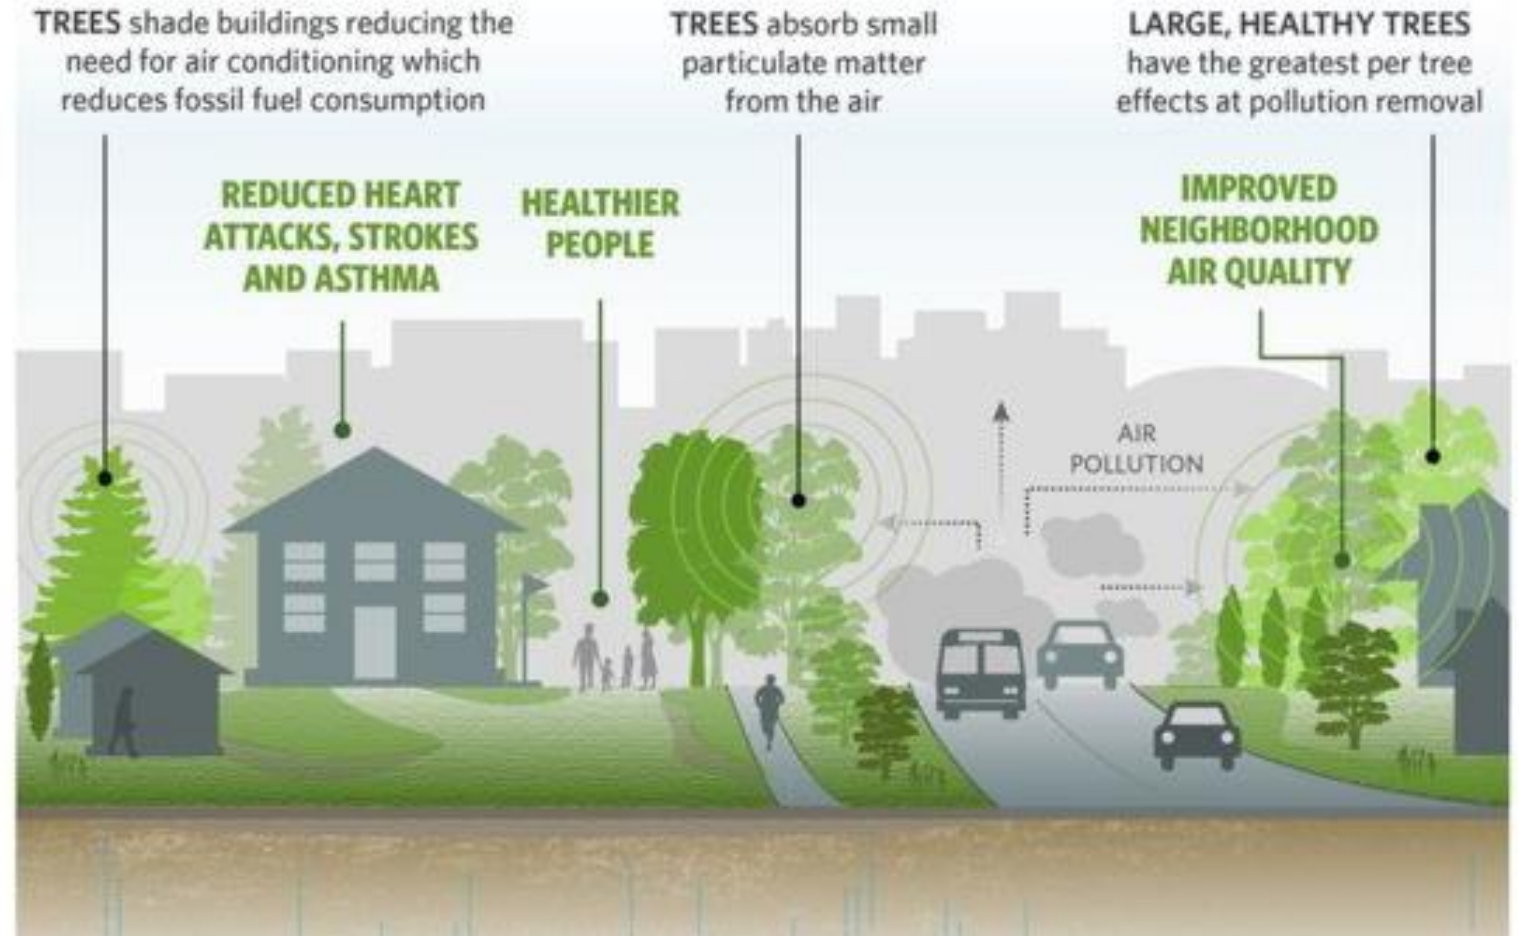 TREES shade buildings reducing the
need for air conditioning which
reduces fossil fuel consumption
TREES absorb small
particulate matter
from the air
LARGE, HEALTHY TREES
have the greatest per tree
effects at pollution removal
REDUCED HEART
ATTACKS, STROKES
AND ASTHMA
HEALTHIER
PEOPLE
IMPROVED
NEIGHBORHOOD
AIR QUALITY
AIR
POLLUTION